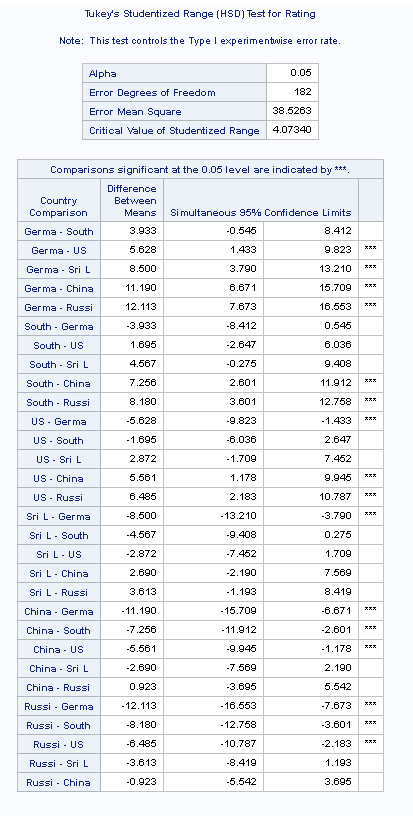 Tukey's Studentized Range (HSD) Test for Rating
Note: This test controls the Type I experimentwise error rate.
Alpha 0.05
Error Degrees of Freedom 182
Error Mean Square 38.5263
Critical Value of Studentized Range 4.07340
Comparisons significant at the 0.05 level are indicated by ***.
Country Comparison Difference Between Means Simultaneous 95% Confidence Limits
Germa - South 3.933 -0.545 8.412
Germa - US 5.628 1.433 9.823 ***
Germa - Sri L 8.500 3.790 13.210 ***
Germa - China 11.190 6.671 15.709 ***
Germa - Russi 12.113 7.673 16.553 ***
South - Germa -3.933 -8.412 0.545
South - US 1.695 -2.647 6.036
South - Sri L 4.567 -0.275 9.408
South - China 7.256 2.601 11.912 ***
South - Russi 8.180 3.601 12.758 ***
US - Germa -5.628 -9.823 -1.433 ***
US - South -1.695 -6.036 2.647
US - Sri L 2.872 -1.709 7.452
US - China 5.561 1.178 9.945 ***
US - Russi 6.485 2.183 10.787 ***
Sri L - Germa -8.500 -13.210 -3.790 ***
Sri L - South -4.567 -9.408 0.275
Sri L - US -2.872 -7.452 1.709
Sri L - China 2.690 -2.190 7.569
Sri L - Russi 3.613 -1.193 8.419
China - Germa -11.190 -15.709 -6.671 ***
China - South -7.256 -11.912 -2.601 ***
China - US -5.561 -9.945 -1.178 ***
China - Sri L -2.690 -7.569 2.190
China - Russi 0.923 -3.695 5.542
Russi - Germa -12.113 -16.553 -7.673 ***
Russi - South -8.180 -12.758 -3.601 ***
Russi - US -6.485 -10.787 -2.183 ***
Russi - Sri L -3.613 -8.419 1.193
Russi - China -0.923 -5.542 3.695